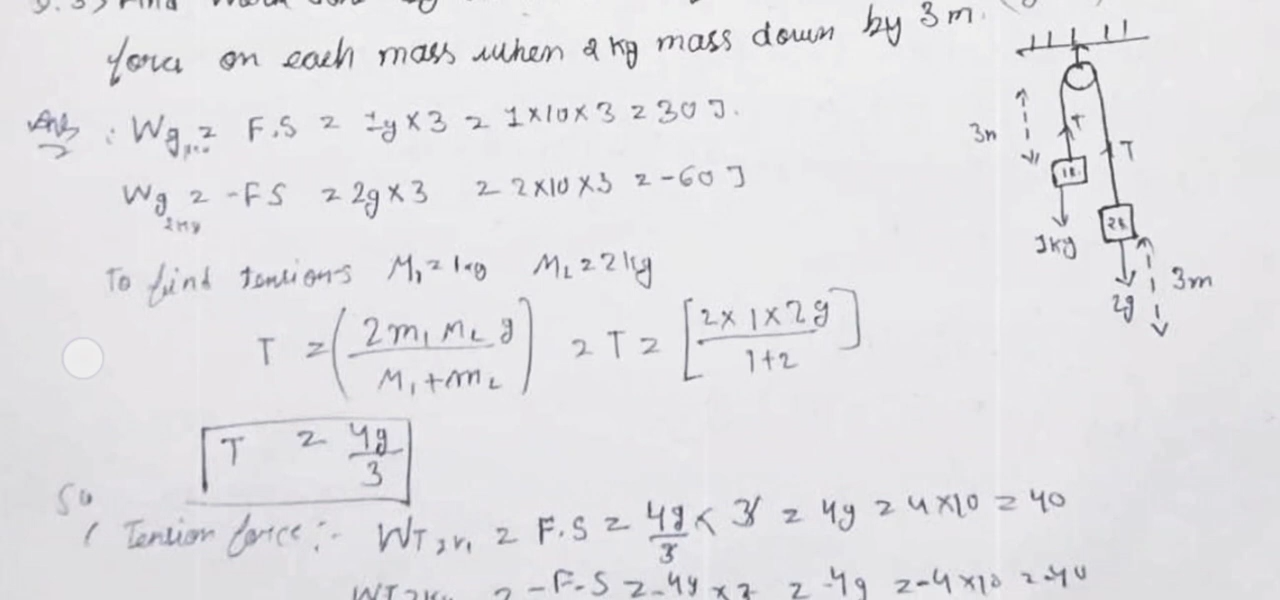 force on each mass when 2 kg mass down by 3 m.
Ans : Wg = F.S = 1g × 3 = 1×10×3 = 30 J.
Wg 2kg = -FS = 2g × 3 = 2×10×3 = -60 J
To find tensions M₁ = 1kg M₂ = 2kg
T = (2m₁ M₂ g / M₁ + m₂) = T = [2 × 1 × 2g / 1+2]
T = 4g / 3
So
Tension force :- WT = F.S = 4g / 3 × 3 = 4g = 4×10 = 40
= -F.S = -4g × 3 = -4g = -4×10 = -40
3m
T
T
1kg
2g
3m